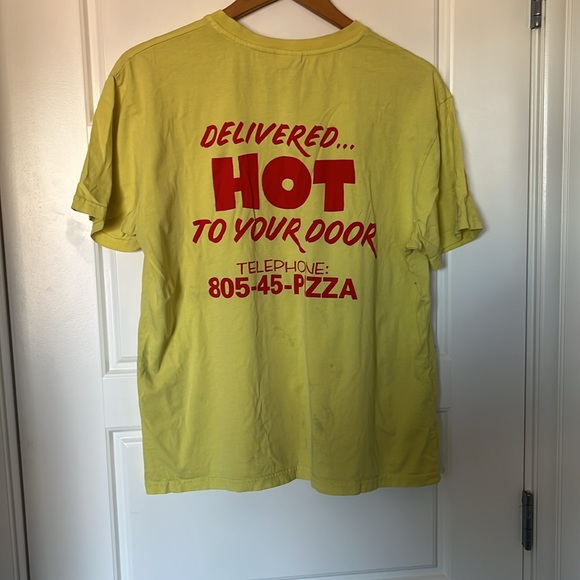 DELIVERED...
HOT
TO YOUR DOOR
TELEPHONE:
805-45-PIZZA